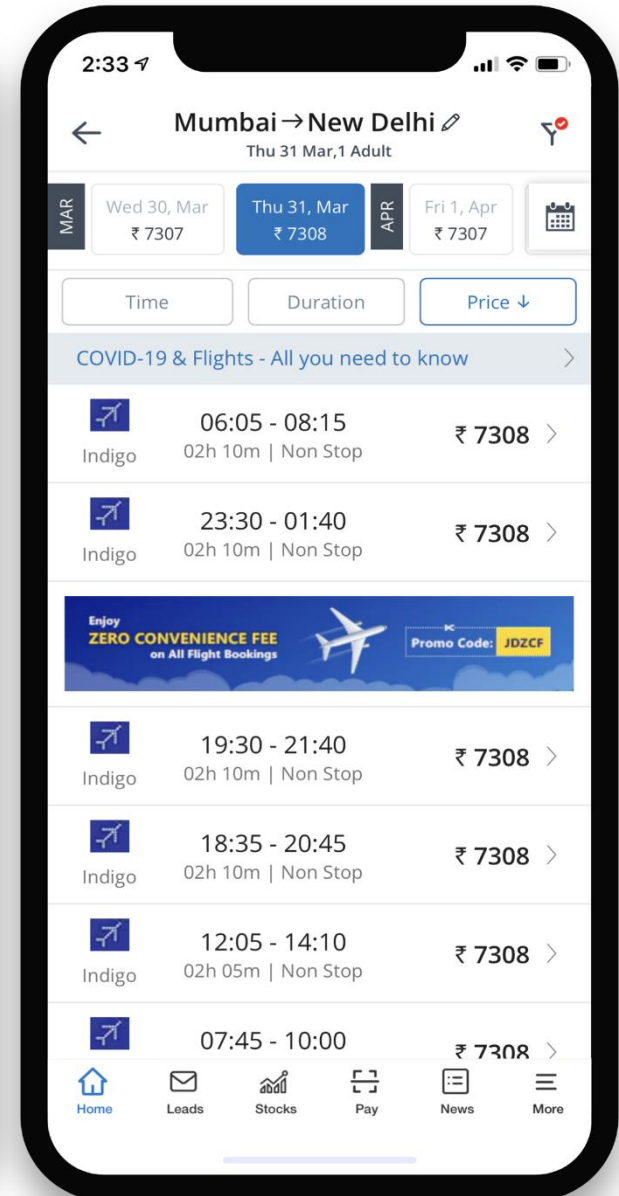 2:33
Mumbai→New Delhi
Thu 31 Mar,1 Adult
MAR
Wed 30, Mar
₹ 7307
Thu 31, Mar
₹ 7308
APR
Fri 1, Apr
₹ 7307
Time
Duration
Price ↓
COVID-19 & Flights - All you need to know
06:05 - 08:15
Indigo
02h 10m | Non Stop
₹ 7308
23:30 - 01:40
Indigo
02h 10m | Non Stop
₹ 7308
Enjoy
ZERO CONVENIENCE FEE
on All Flight Bookings
Promo Code: JDZCF
19:30 - 21:40
Indigo
02h 10m | Non Stop
₹ 7308
18:35 - 20:45
Indigo
02h 10m | Non Stop
₹ 7308
12:05 - 14:10
Indigo
02h 05m | Non Stop
₹ 7308
07:45 - 10:00
₹ 7308
Home
Leads
Stocks
Pay
News
More